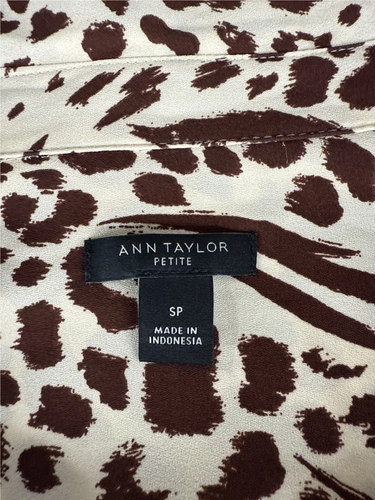 ANN TAYLOR
PETITE
SP
MADE IN
INDONESIA